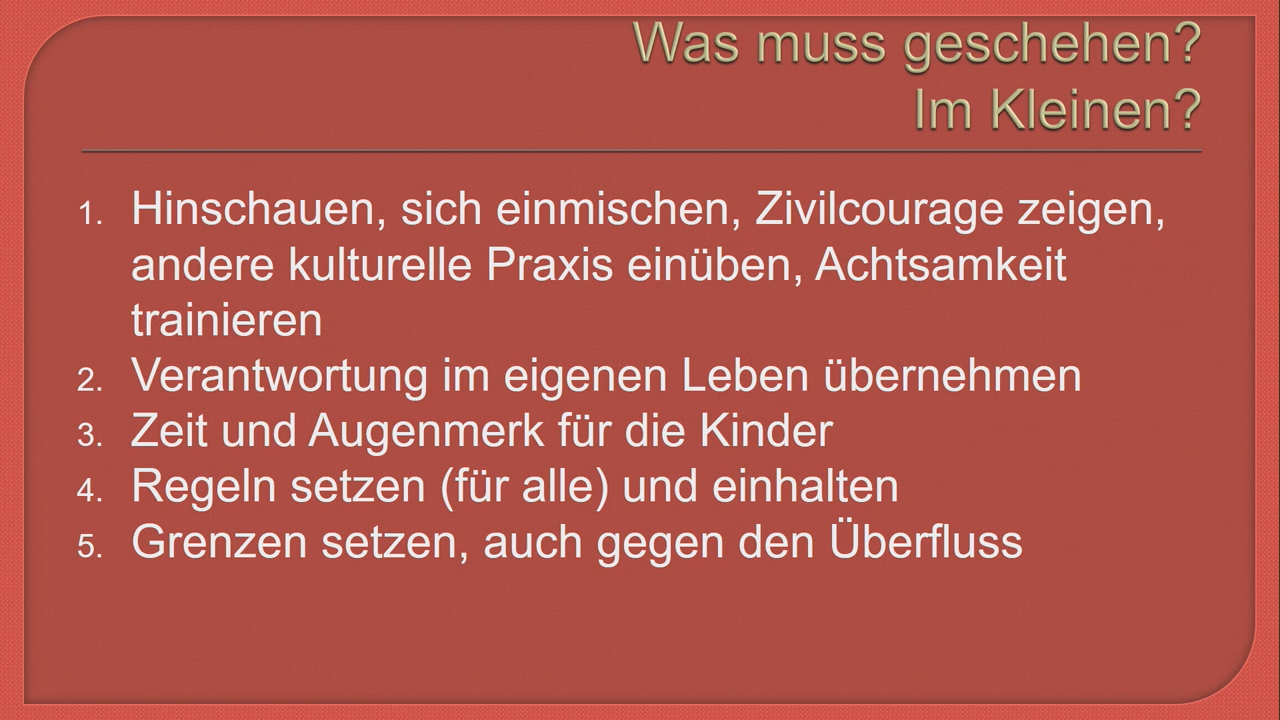 Was muss geschehen?
Im Kleinen?
1. Hinschauen, sich einmischen, Zivilcourage zeigen,
andere kulturelle Praxis einüben, Achtsamkeit
trainieren
2. Verantwortung im eigenen Leben übernehmen
3. Zeit und Augenmerk für die Kinder
4. Regeln setzen (für alle) und einhalten
5. Grenzen setzen, auch gegen den Überfluss